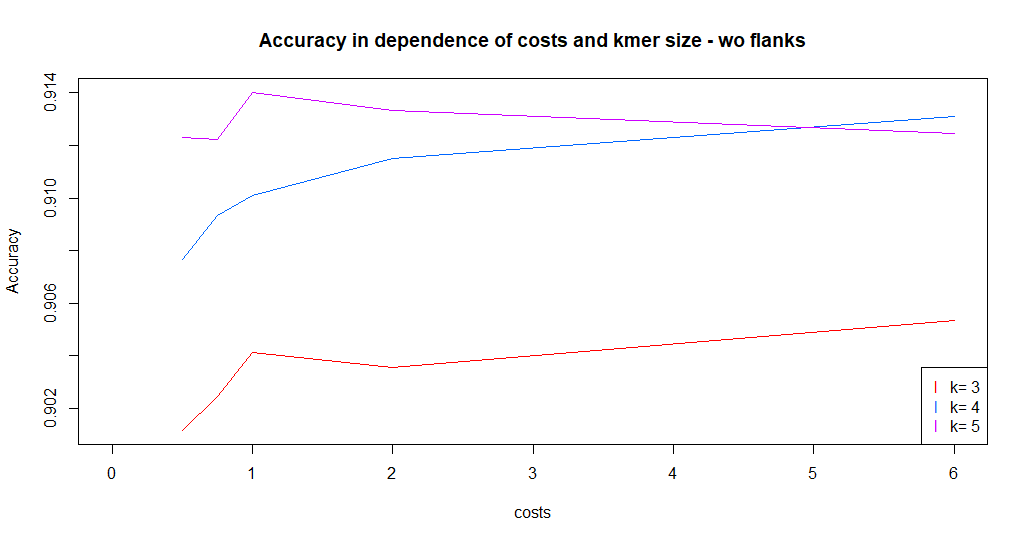 Accuracy in dependence of costs and kmer size - wo flanks
Accuracy
0.914
0.910
0.906
0.902
0
1
2
3
4
5
6
costs
k= 3
k= 4
k= 5